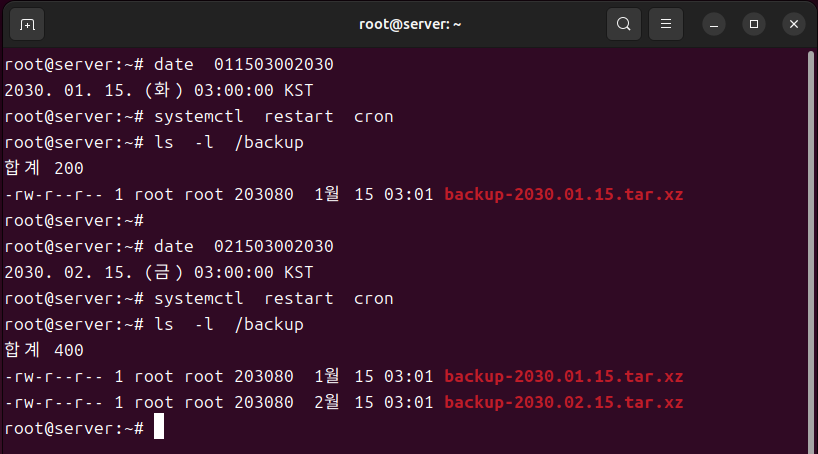 root@server: ~
root@server:~# date  011503002030
2030. 01. 15. (화) 03:00:00 KST
root@server:~# systemctl  restart  cron
root@server:~# ls  -l  /backup
합계 200
-rw-r--r-- 1 root root 203080  1월  15 03:01 backup-2030.01.15.tar.xz
root@server:~#
root@server:~# date  021503002030
2030. 02. 15. (금) 03:00:00 KST
root@server:~# systemctl  restart  cron
root@server:~# ls  -l  /backup
합계 400
-rw-r--r-- 1 root root 203080  1월  15 03:01 backup-2030.01.15.tar.xz
-rw-r--r-- 1 root root 203080  2월  15 03:01 backup-2030.02.15.tar.xz
root@server:~#